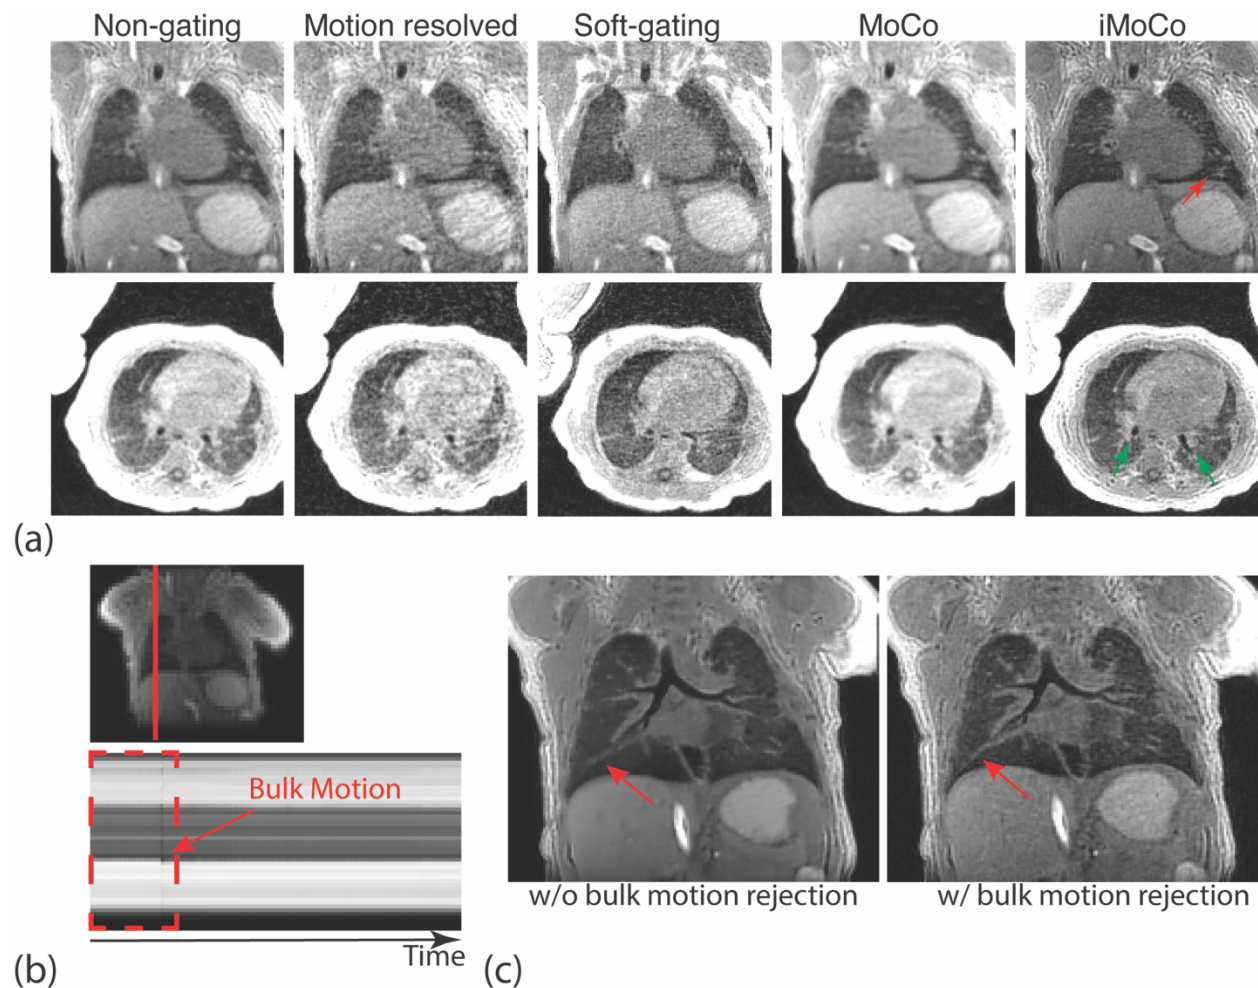 Non-gating Motion resolved Soft-gating MoCo iMoCo
(a)
Bulk Motion
Time
(b)
w/o bulk motion rejection w/ bulk motion rejection
(c)